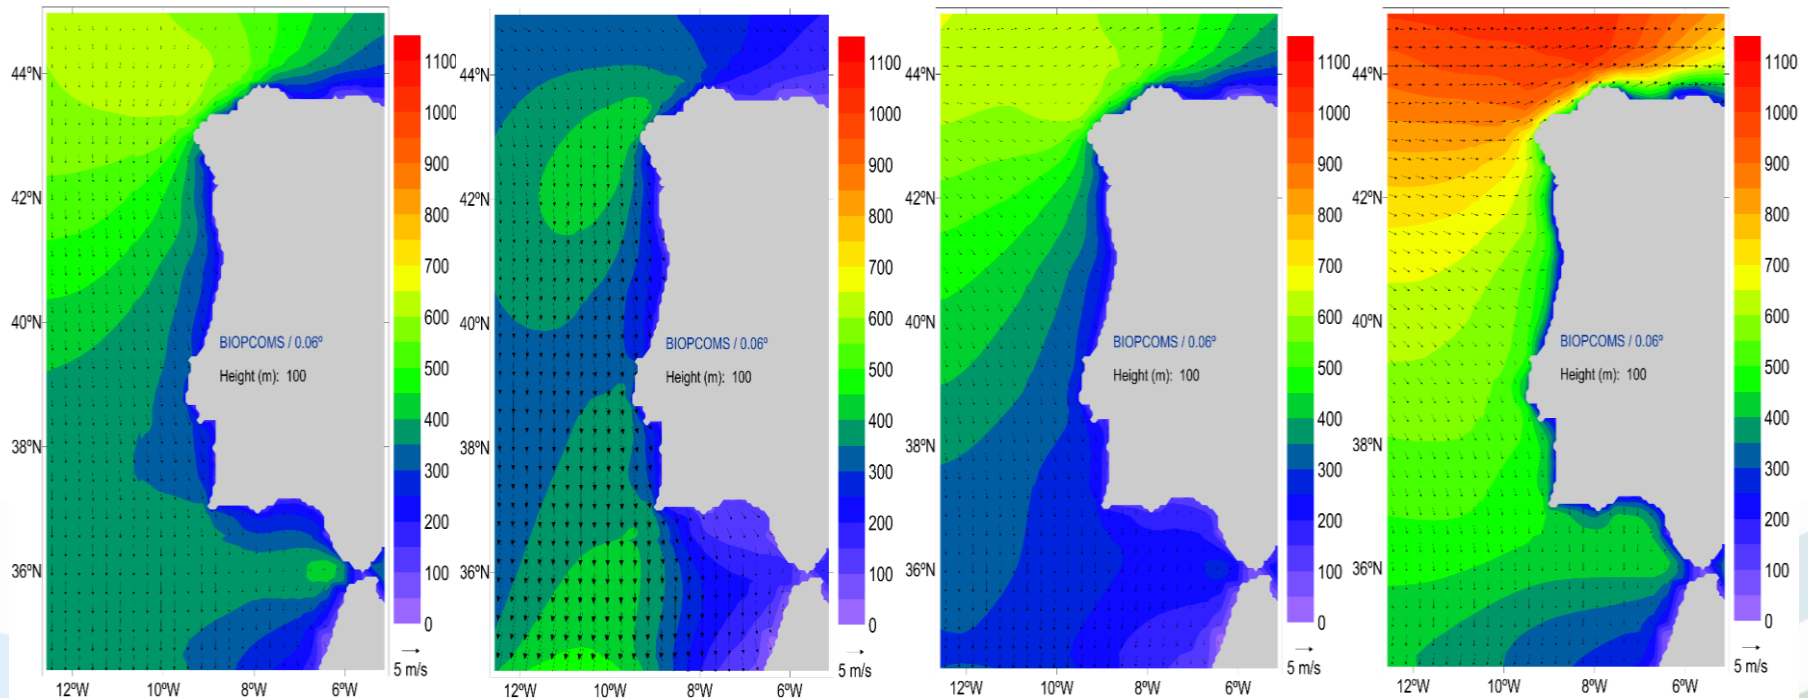 44ºN
42ºN
40ºN
38ºN
36ºN
12ºW
10ºW
8ºW
6ºW
BIOPCOMS / 0.06º
Height (m): 100
1100
1000
900
800
700
600
500
400
300
200
100
0
5 m/s
44ºN
42ºN
40ºN
38ºN
36ºN
12ºW
10ºW
8ºW
6ºW
BIOPCOMS / 0.06º
Height (m): 100
1100
1000
900
800
700
600
500
400
300
200
100
0
5 m/s
44ºN
42ºN
40ºN
38ºN
36ºN
12ºW
10ºW
8ºW
6ºW
BIOPCOMS / 0.06º
Height (m): 100
1100
1000
900
800
700
600
500
400
300
200
100
0
5 m/s
44ºN
42ºN
40ºN
38ºN
36ºN
12ºW
10ºW
8ºW
6ºW
BIOPCOMS / 0.06º
Height (m): 100
1100
1000
900
800
700
600
500
400
300
200
100
0
5 m/s